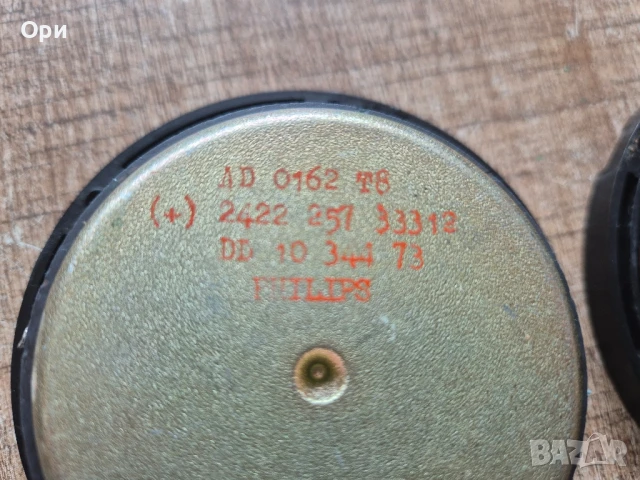 Ори
AD 0162 T8
(+) 2422 257 33312
DD 10 344 73
PHILIPS
BAZAR